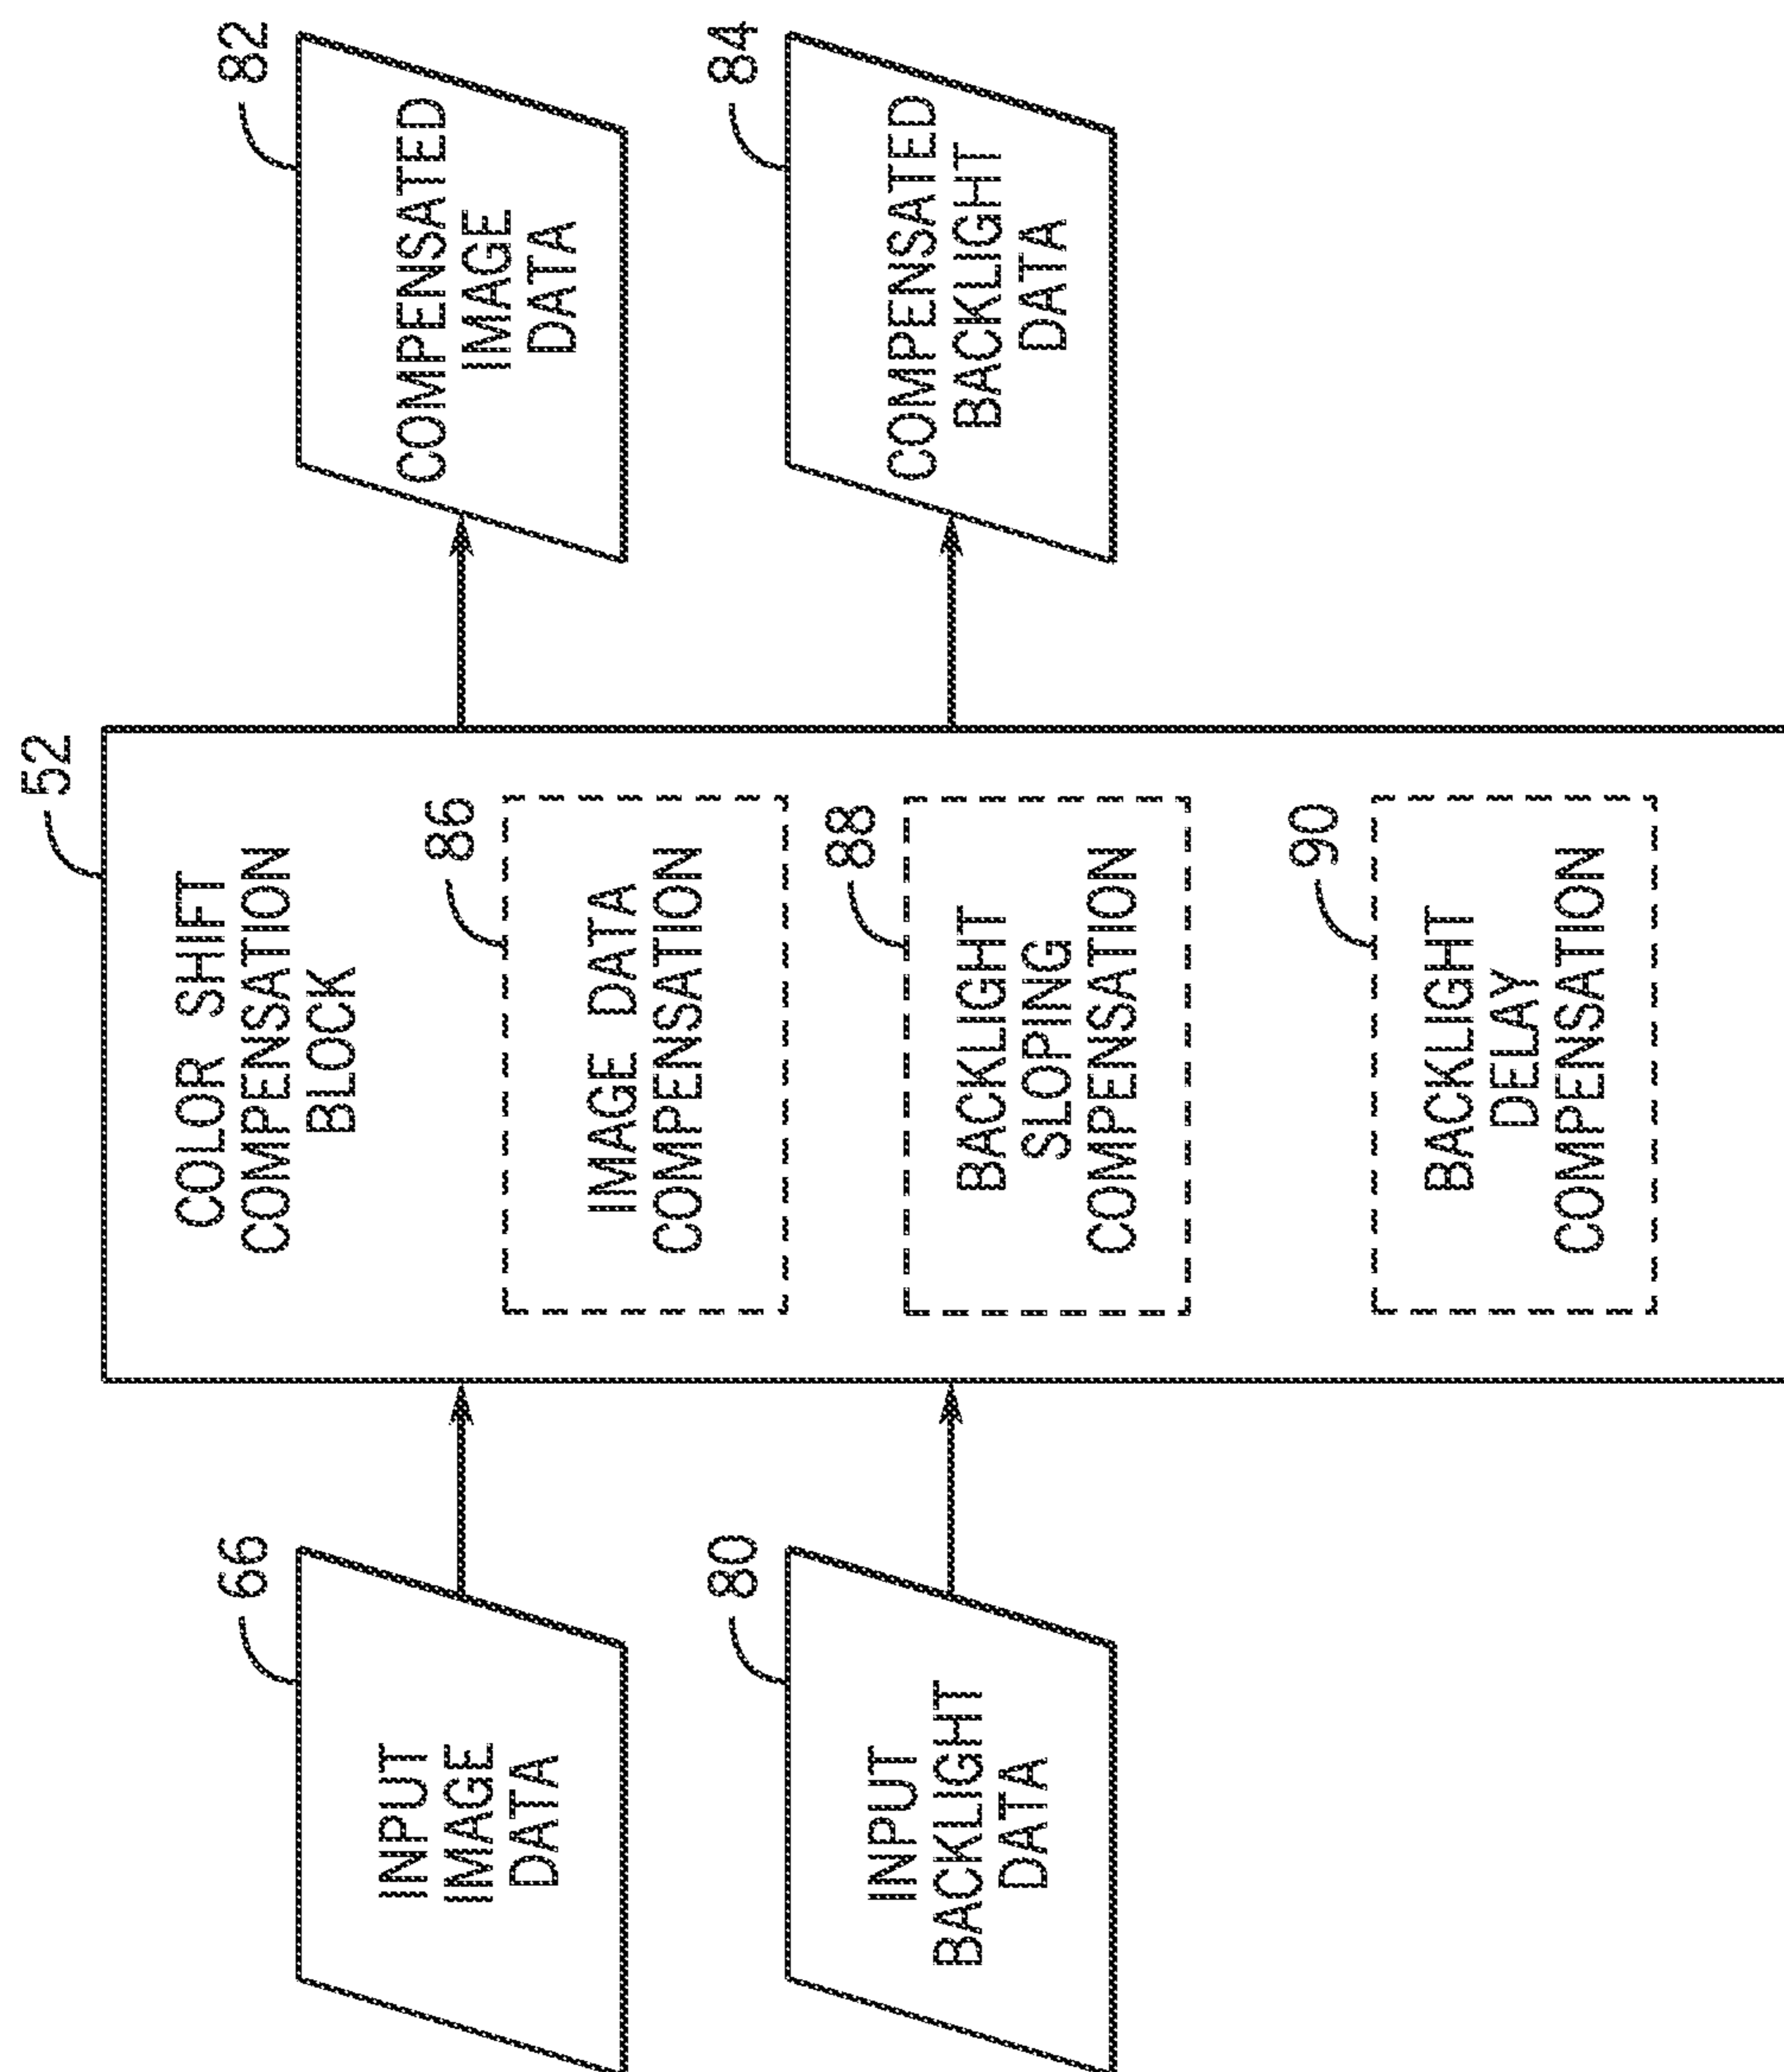 66
INPUT
IMAGE
DATA
80
INPUT
BACKLIGHT
DATA
52
COLOR SHIFT
COMPENSATION
BLOCK
86
IMAGE DATA
COMPENSATION
88
BACKLIGHT
SLOPING
COMPENSATION
90
BACKLIGHT
DELAY
COMPENSATION
82
COMPENSATED
IMAGE
DATA
84
COMPENSATED
BACKLIGHT
DATA